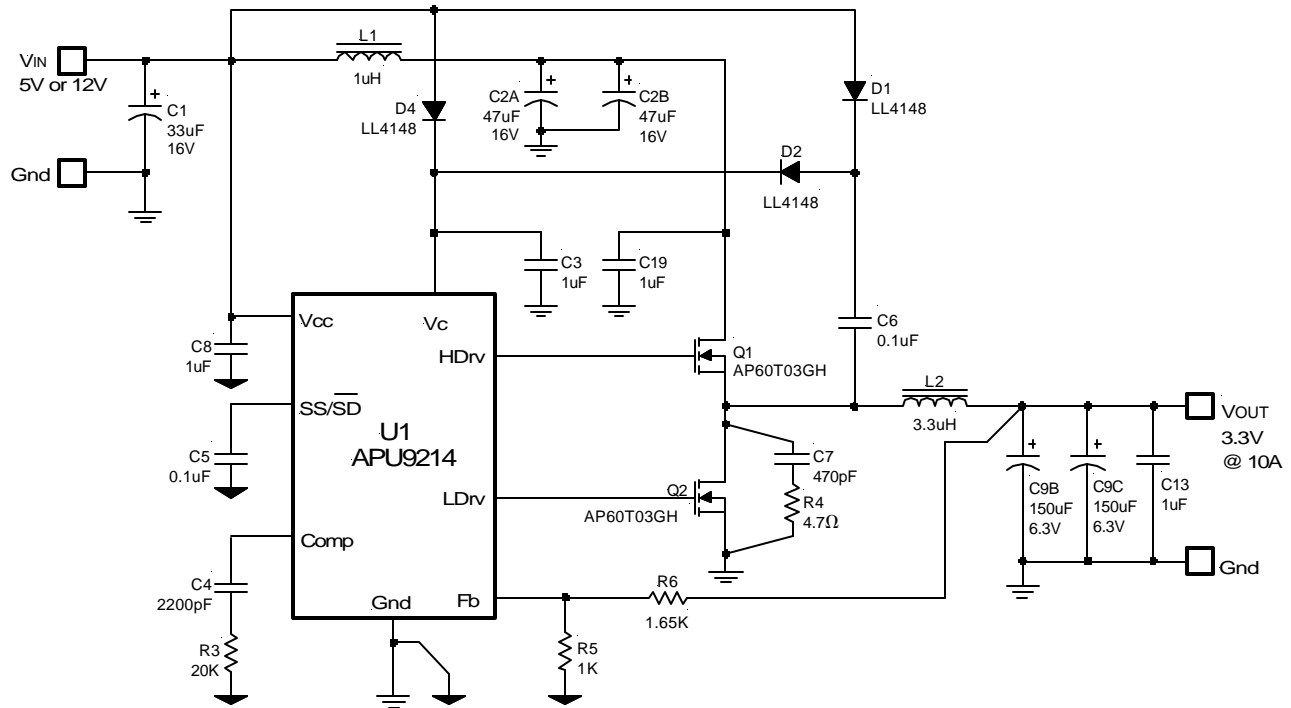 L1
1uH
VIN
5V or 12V
C1
33uF
16V
Gnd
D4
LL4148
C2A
47uF
16V
C2B
47uF
16V
D1
LL4148
D2
LL4148
C3
1uF
C19
1uF
C6
0.1uF
Vcc
Vc
HDrv
C8
1uF
Q1
AP60T03GH
SS/SD
U1
APU9214
C5
0.1uF
L2
3.3uH
VOUT
3.3V
@ 10A
C7
470pF
R4
4.7Ω
LDrv
Q2
AP60T03GH
C9B
150uF
6.3V
C9C
150uF
6.3V
C13
1uF
Comp
C4
2200pF
Gnd
Fb
R6
1.65K
Gnd
R3
20K
R5
1K